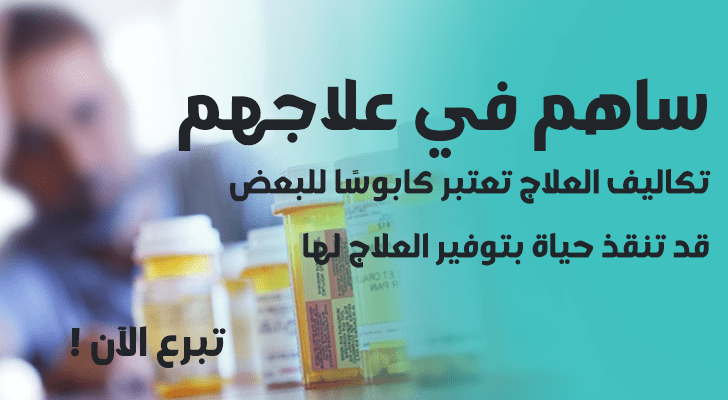 ساهم في علاجهم
تكاليف العلاج تعتبر كابوسًا للبعض
قد تنقذ حياة بتوفير العلاج لها
تبرع الآن !